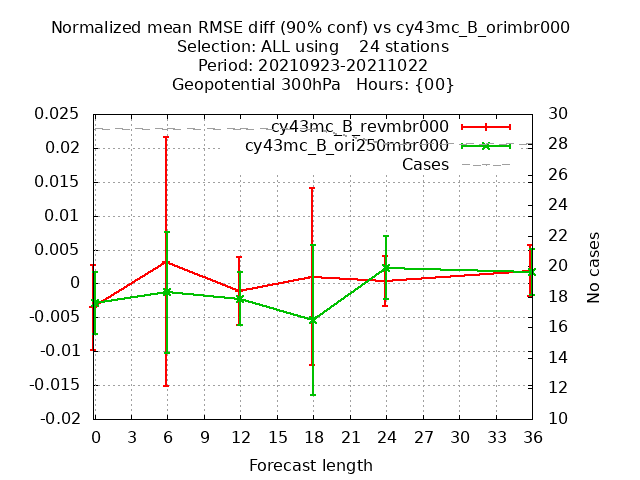 Normalized mean RMSE diff (90% conf) vs cy43mc_B_orimbr000
Selection: ALL using    24 stations
Period: 20210923-20211022
Geopotential 300hPa   Hours: {00}
cy43mc_B_revmbr000
cy43mc_B_ori250mbr000
Cases
0.025
0.02
0.015
0.01
0.005
0
-0.005
-0.01
-0.015
-0.02
30
28
26
24
22
20
18
16
14
12
10
No cases
0 3 6 9 12 15 18 21 24 27 30 33 36
Forecast length